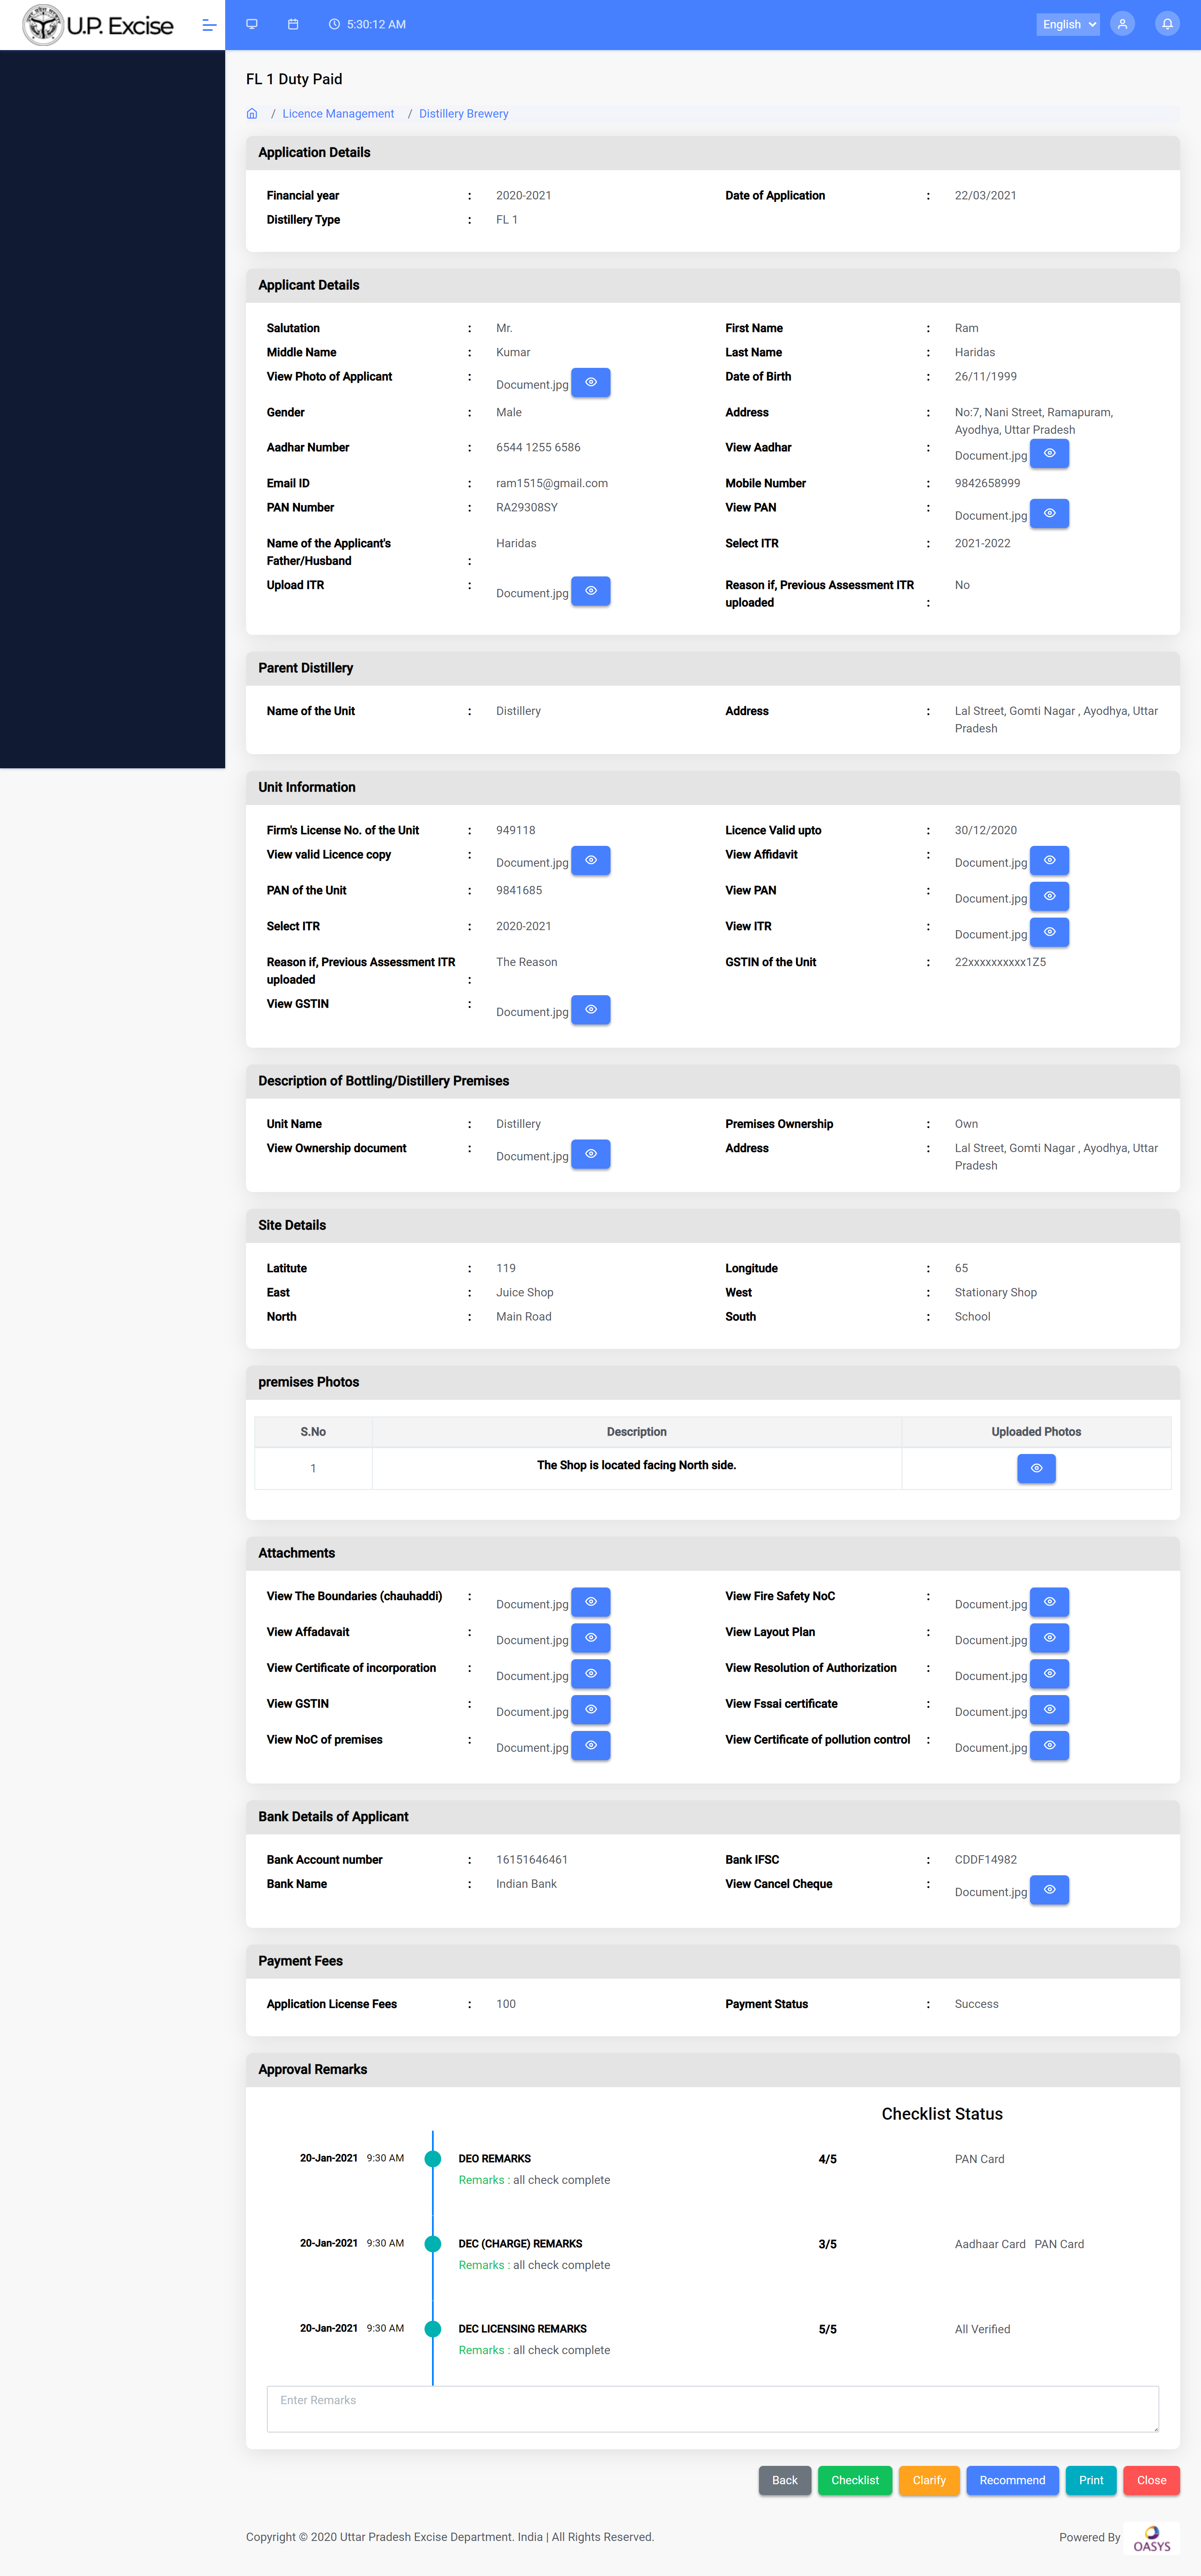 U.P. Excise
5:30:12 AM
English
FL 1 Duty Paid
/ Licence Management / Distillery Brewery
Application Details
Financial year : 2020-2021 Date of Application : 22/03/2021
Distillery Type : FL 1
Applicant Details
Salutation : Mr. First Name : Ram
Middle Name : Kumar Last Name : Haridas
View Photo of Applicant : Document.jpg Date of Birth : 26/11/1999
Gender : Male Address : No:7, Nani Street, Ramapuram,
Ayodhya, Uttar Pradesh
Aadhar Number : 6544 1255 6586 View Aadhar : Document.jpg
Email ID : ram1515@gmail.com Mobile Number : 9842658999
PAN Number : RA29308SY View PAN : Document.jpg
Name of the Applicant's Haridas Select ITR : 2021-2022
Father/Husband :
Upload ITR : Document.jpg Reason if, Previous Assessment ITR No
uploaded :
Parent Distillery
Name of the Unit : Distillery Address : Lal Street, Gomti Nagar , Ayodhya, Uttar
Pradesh
Unit Information
Firm's License No. of the Unit : 949118 Licence Valid upto : 30/12/2020
View valid Licence copy : Document.jpg View Affidavit : Document.jpg
PAN of the Unit : 9841685 View PAN : Document.jpg
Select ITR : 2020-2021 View ITR : Document.jpg
Reason if, Previous Assessment ITR The Reason GSTIN of the Unit : 22xxxxxxxxxx1Z5
uploaded :
View GSTIN : Document.jpg
Description of Bottling/Distillery Premises
Unit Name : Distillery Premises Ownership : Own
View Ownership document : Document.jpg Address : Lal Street, Gomti Nagar , Ayodhya, Uttar
Pradesh
Site Details
Latitute : 119 Longitude : 65
East : Juice Shop West : Stationary Shop
North : Main Road South : School
premises Photos
S.No Description Uploaded Photos
1 The Shop is located facing North side.
Attachments
View The Boundaries (chauhaddi) : Document.jpg View Fire Safety NoC : Document.jpg
View Affadavait : Document.jpg View Layout Plan : Document.jpg
View Certificate of incorporation : Document.jpg View Resolution of Authorization : Document.jpg
View GSTIN : Document.jpg View Fssai certificate : Document.jpg
View NoC of premises : Document.jpg View Certificate of pollution control : Document.jpg
Bank Details of Applicant
Bank Account number : 16151646461 Bank IFSC : CDDF14982
Bank Name : Indian Bank View Cancel Cheque : Document.jpg
Payment Fees
Application License Fees : 100 Payment Status : Success
Approval Remarks
Checklist Status
20-Jan-2021 9:30 AM DEO REMARKS 4/5 PAN Card
Remarks : all check complete
20-Jan-2021 9:30 AM DEC (CHARGE) REMARKS 3/5 Aadhaar Card PAN Card
Remarks : all check complete
20-Jan-2021 9:30 AM DEC LICENSING REMARKS 5/5 All Verified
Remarks : all check complete
Enter Remarks
Back Checklist Clarify Recommend Print Close
Copyright © 2020 Uttar Pradesh Excise Department. India | All Rights Reserved. Powered By OASYS